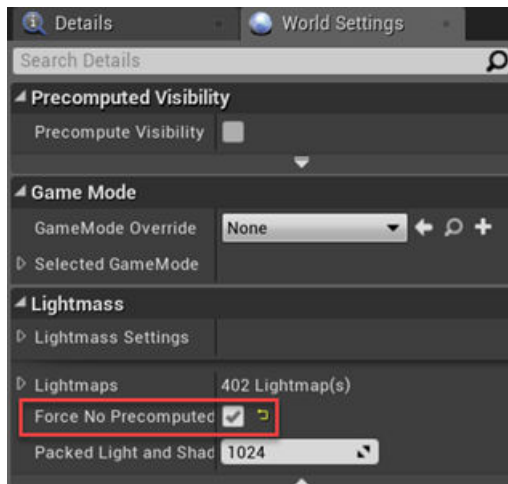 Details
World Settings
Search Details
Precomputed Visibility
Precompute Visibility
Game Mode
GameMode Override None
Selected GameMode
Lightmass
Lightmass Settings
Lightmaps 402 Lightmap(s)
Force No Precomputed
Packed Light and Shad 1024